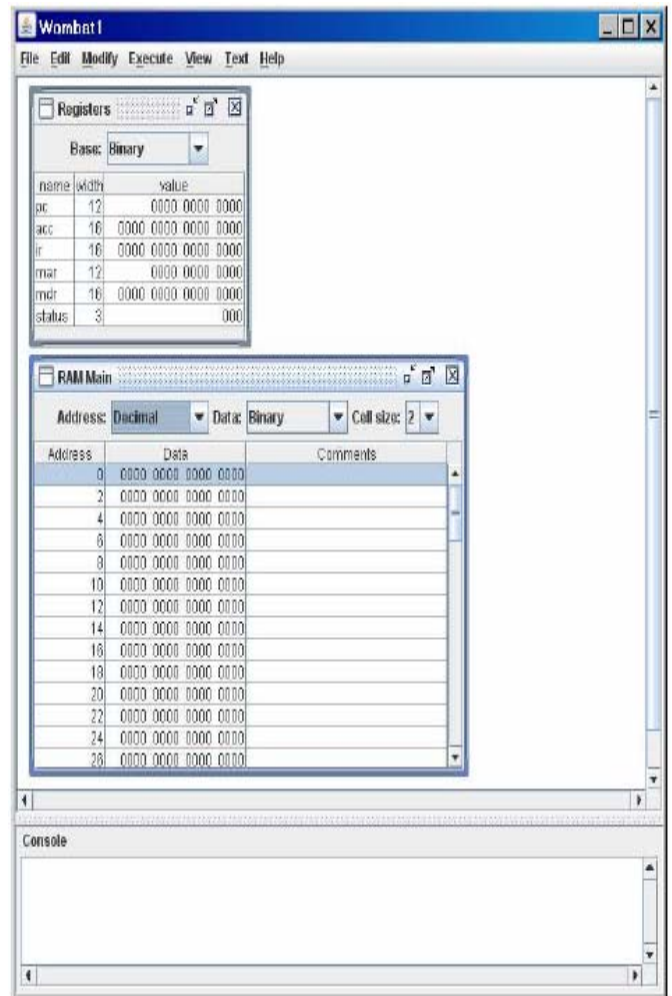 Wombat1
File Edit Modify Execute View Text Help
Registers
Base: Binary
name width value
pc 12 0000 0000 0000
acc 16 0000 0000 0000 0000
ir 16 0000 0000 0000 0000
mar 12 0000 0000 0000
mdr 16 0000 0000 0000 0000
status 3 000
RAM Main
Address: Decimal Data: Binary Cell size: 2
Address Data Comments
0 0000 0000 0000 0000
2 0000 0000 0000 0000
4 0000 0000 0000 0000
6 0000 0000 0000 0000
8 0000 0000 0000 0000
10 0000 0000 0000 0000
12 0000 0000 0000 0000
14 0000 0000 0000 0000
16 0000 0000 0000 0000
18 0000 0000 0000 0000
20 0000 0000 0000 0000
22 0000 0000 0000 0000
24 0000 0000 0000 0000
26 0000 0000 0000 0000
Console